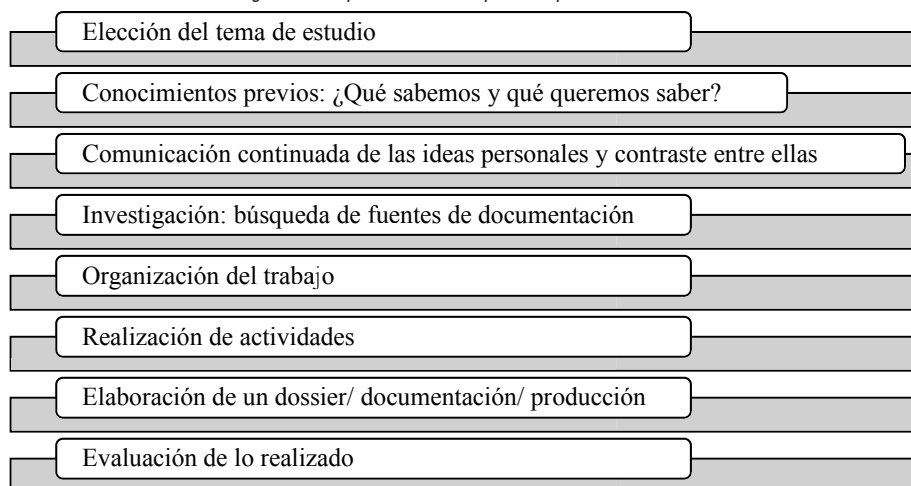 Elección del tema de estudio
Conocimientos previos: ¿Qué sabemos y qué queremos saber?
Comunicación continuada de las ideas personales y contraste entre ellas
Investigación: búsqueda de fuentes de documentación
Organización del trabajo
Realización de actividades
Elaboración de un dossier/ documentación/ producción
Evaluación de lo realizado